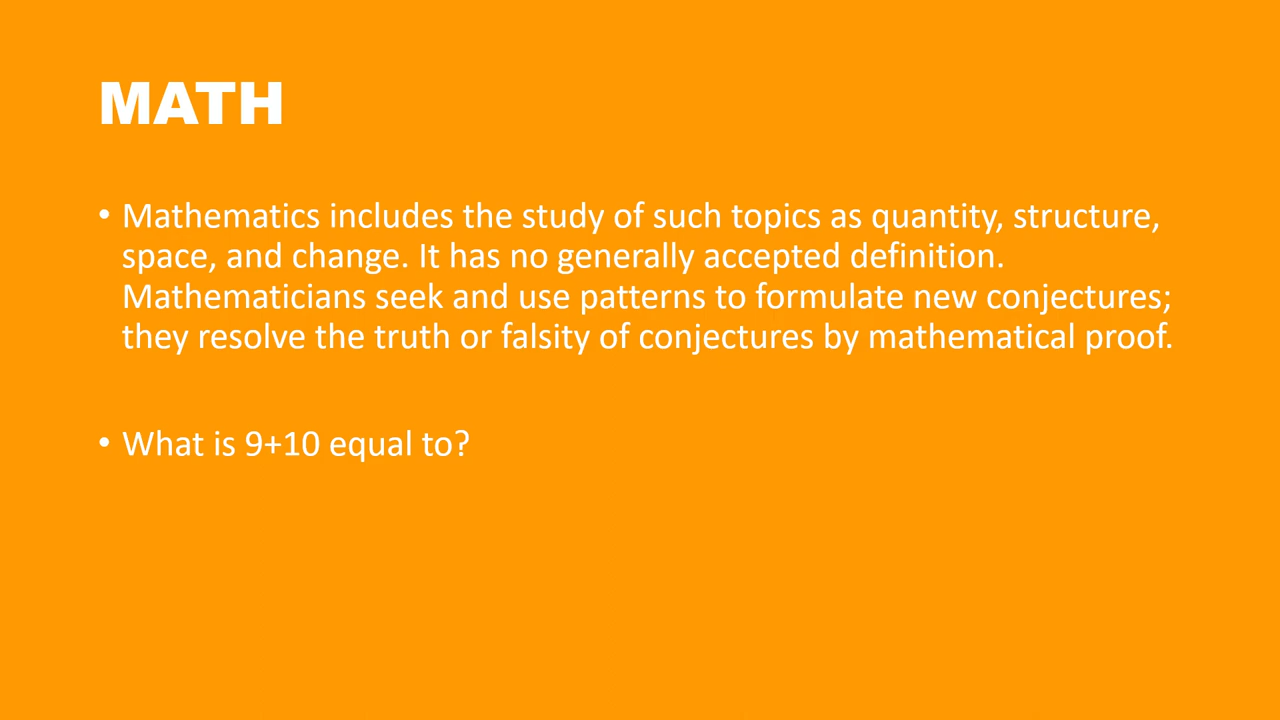 MATH
• Mathematics includes the study of such topics as quantity, structure,
space, and change. It has no generally accepted definition.
Mathematicians seek and use patterns to formulate new conjectures;
they resolve the truth or falsity of conjectures by mathematical proof.
• What is 9+10 equal to?